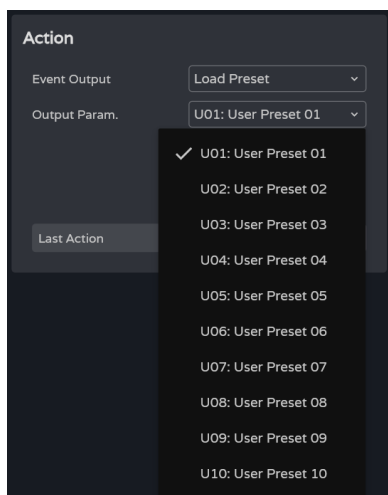 Action
Event Output Load Preset
Output Param. U01: User Preset 01
U01: User Preset 01
U02: User Preset 02
U03: User Preset 03
Last Action
U04: User Preset 04
U05: User Preset 05
U06: User Preset 06
U07: User Preset 07
U08: User Preset 08
U09: User Preset 09
U10: User Preset 10